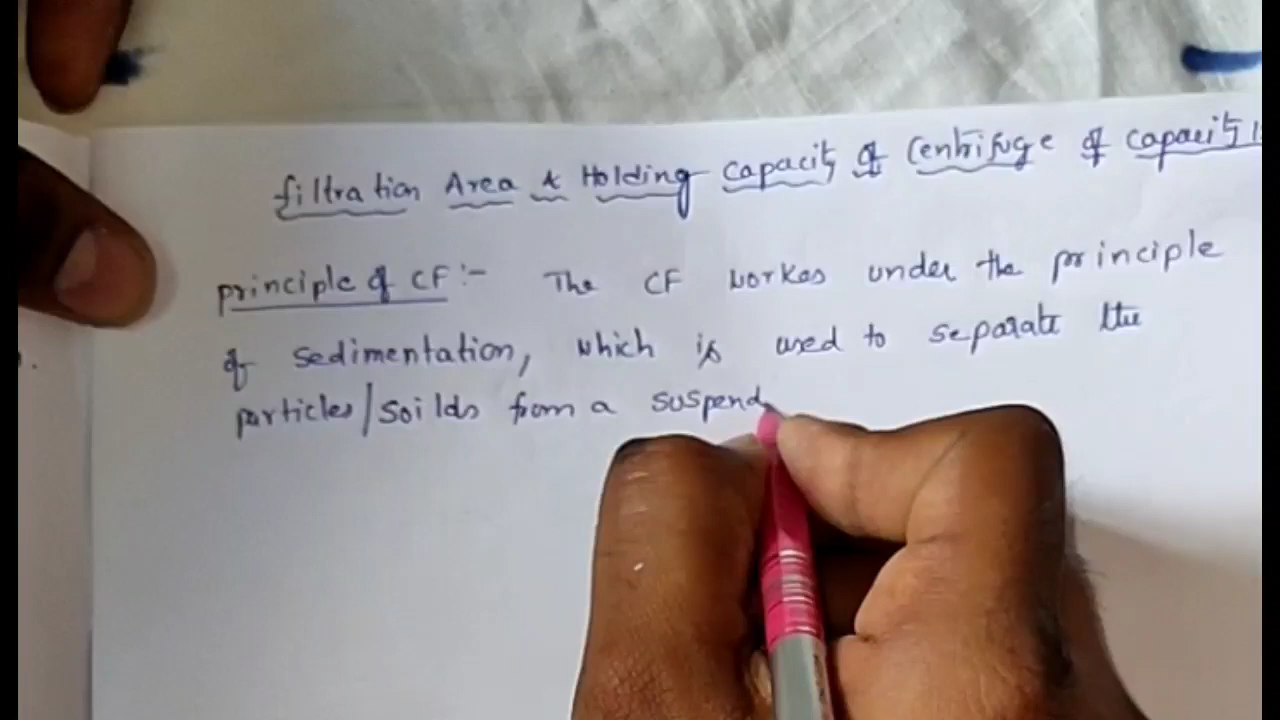 filtration Area & Holding capacity of Centrifuge of capacity
principle of CF:- The CF workes under the principle
of sedimentation, which is used to separate the
particles/soilds from a suspend